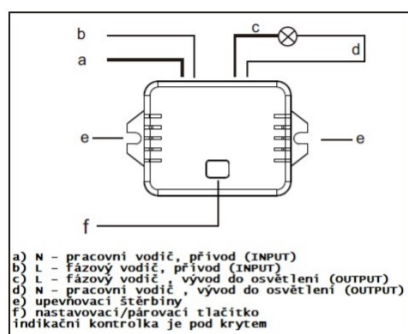 b
c
a
d
e
e
f
a) N – pracovní vodič, přívod (INPUT)
b) L – fázový vodič, přívod (INPUT)
c) L – fázový vodič , vývod do osvětlení (OUTPUT)
d) N – pracovní vodič , vývod do osvětlení (OUTPUT)
e) upevňovací štěrbiny
f) nastavovací/párovací tlačítko
indikační kontrolka je pod krytem